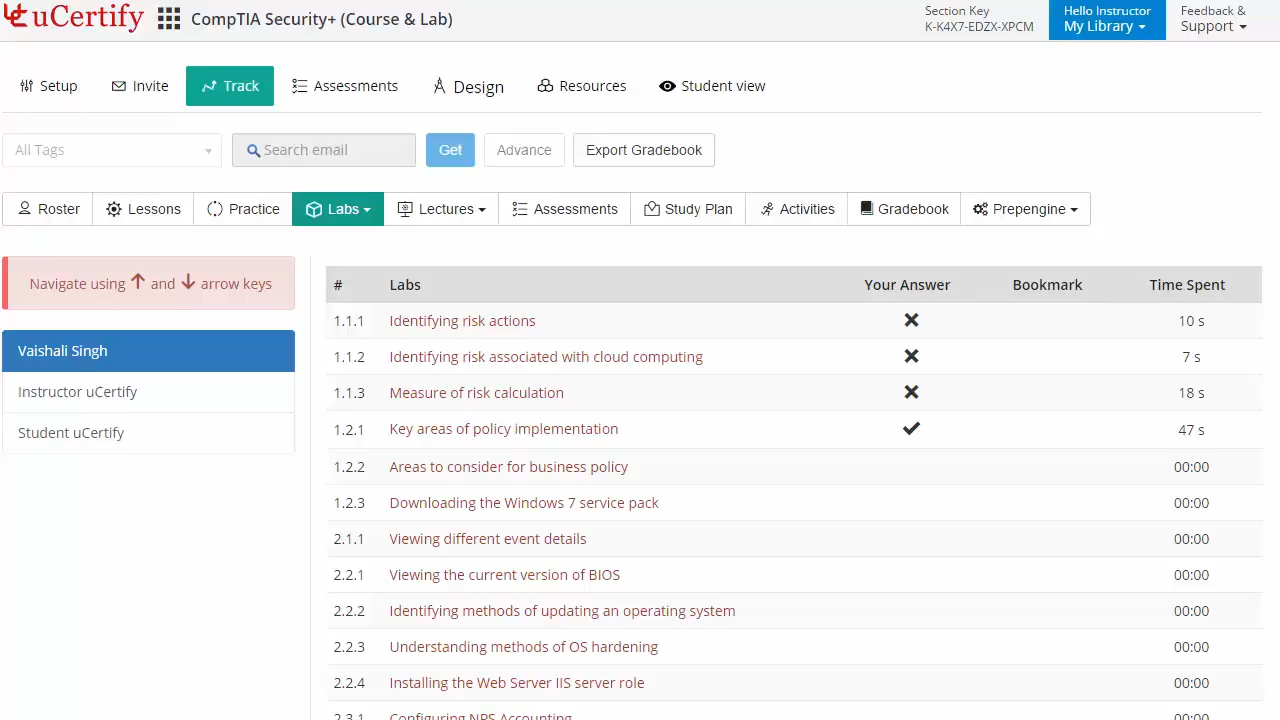 uCertify CompTIA Security+ (Course & Lab)
Section Key
K-K4X7-EDZX-XPCM
Hello Instructor
My Library
Feedback &
Support
Setup Invite Track Assessments Design Resources Student view
All Tags Search email Get Advance Export Gradebook
Roster Lessons Practice Labs Lectures Assessments Study Plan Activities Gradebook Prepengine
Navigate using ↑ and ↓ arrow keys
Vaishali Singh
Instructor uCertify
Student uCertify
# Labs Your Answer Bookmark Time Spent
1.1.1 Identifying risk actions 10 s
1.1.2 Identifying risk associated with cloud computing 7 s
1.1.3 Measure of risk calculation 18 s
1.2.1 Key areas of policy implementation 47 s
1.2.2 Areas to consider for business policy 00:00
1.2.3 Downloading the Windows 7 service pack 00:00
2.1.1 Viewing different event details 00:00
2.2.1 Viewing the current version of BIOS 00:00
2.2.2 Identifying methods of updating an operating system 00:00
2.2.3 Understanding methods of OS hardening 00:00
2.2.4 Installing the Web Server IIS server role 00:00
2.3.1 Configuring NPS Accounting 00:00